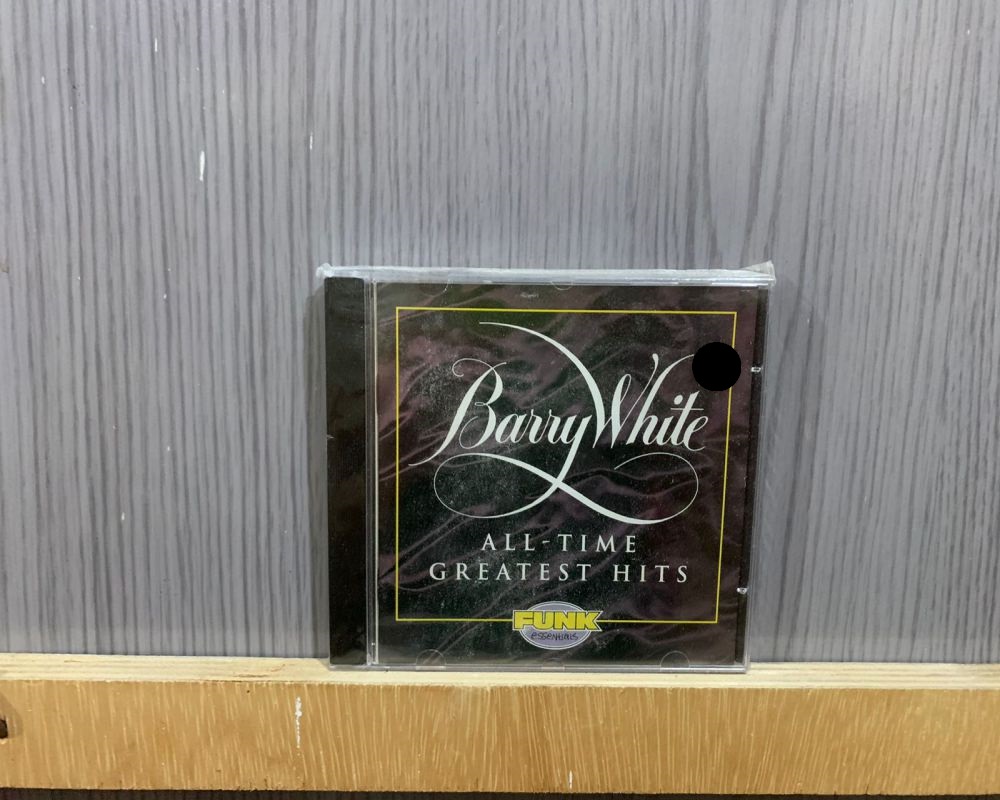 Barry White
ALL-TIME
GREATEST HITS
FUNK
essentials